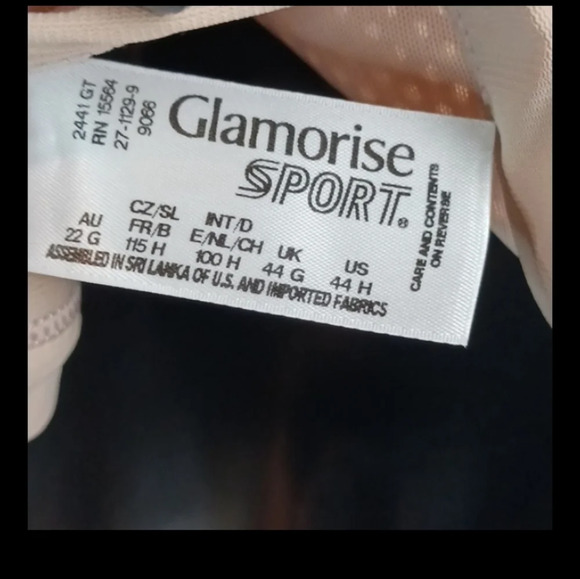 2441 GT
RN 15564
27-1129-9
9066
Glamorise
SPORT®
AU CZ/SL INT/D UK US
22 G FR/B E/NL/CH 44 G 44 H
115 H 100 H
ASSEMBLED IN SRI LANKA OF U.S. AND IMPORTED FABRICS
CARE AND CONTENTS
ON REVERSE